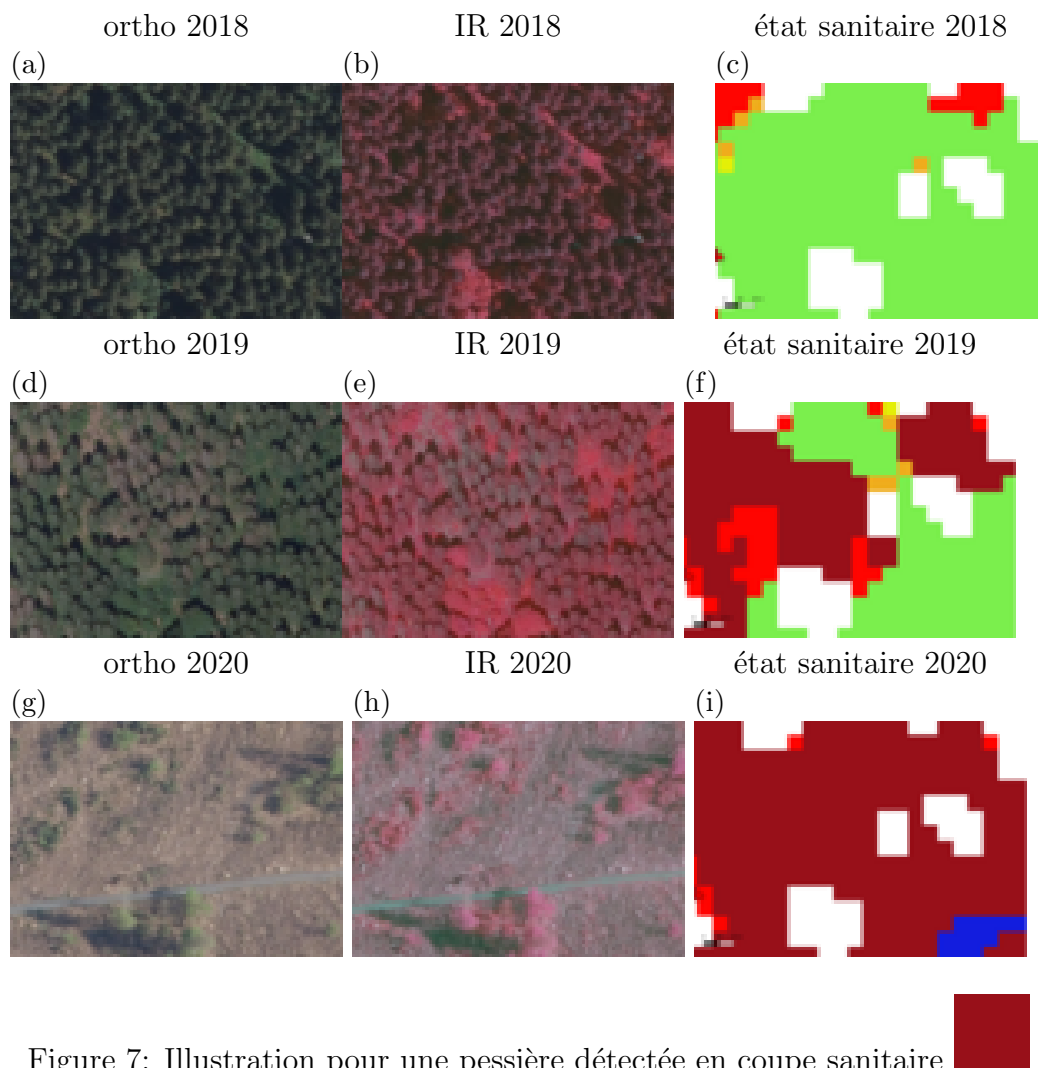 ortho 2018 IR 2018 état sanitaire 2018
(a) (b) (c)
ortho 2019 IR 2019 état sanitaire 2019
(d) (e) (f)
ortho 2020 IR 2020 état sanitaire 2020
(g) (h) (i)
Figure 7: Illustration pour une pessière détectée en coupe sanitaire